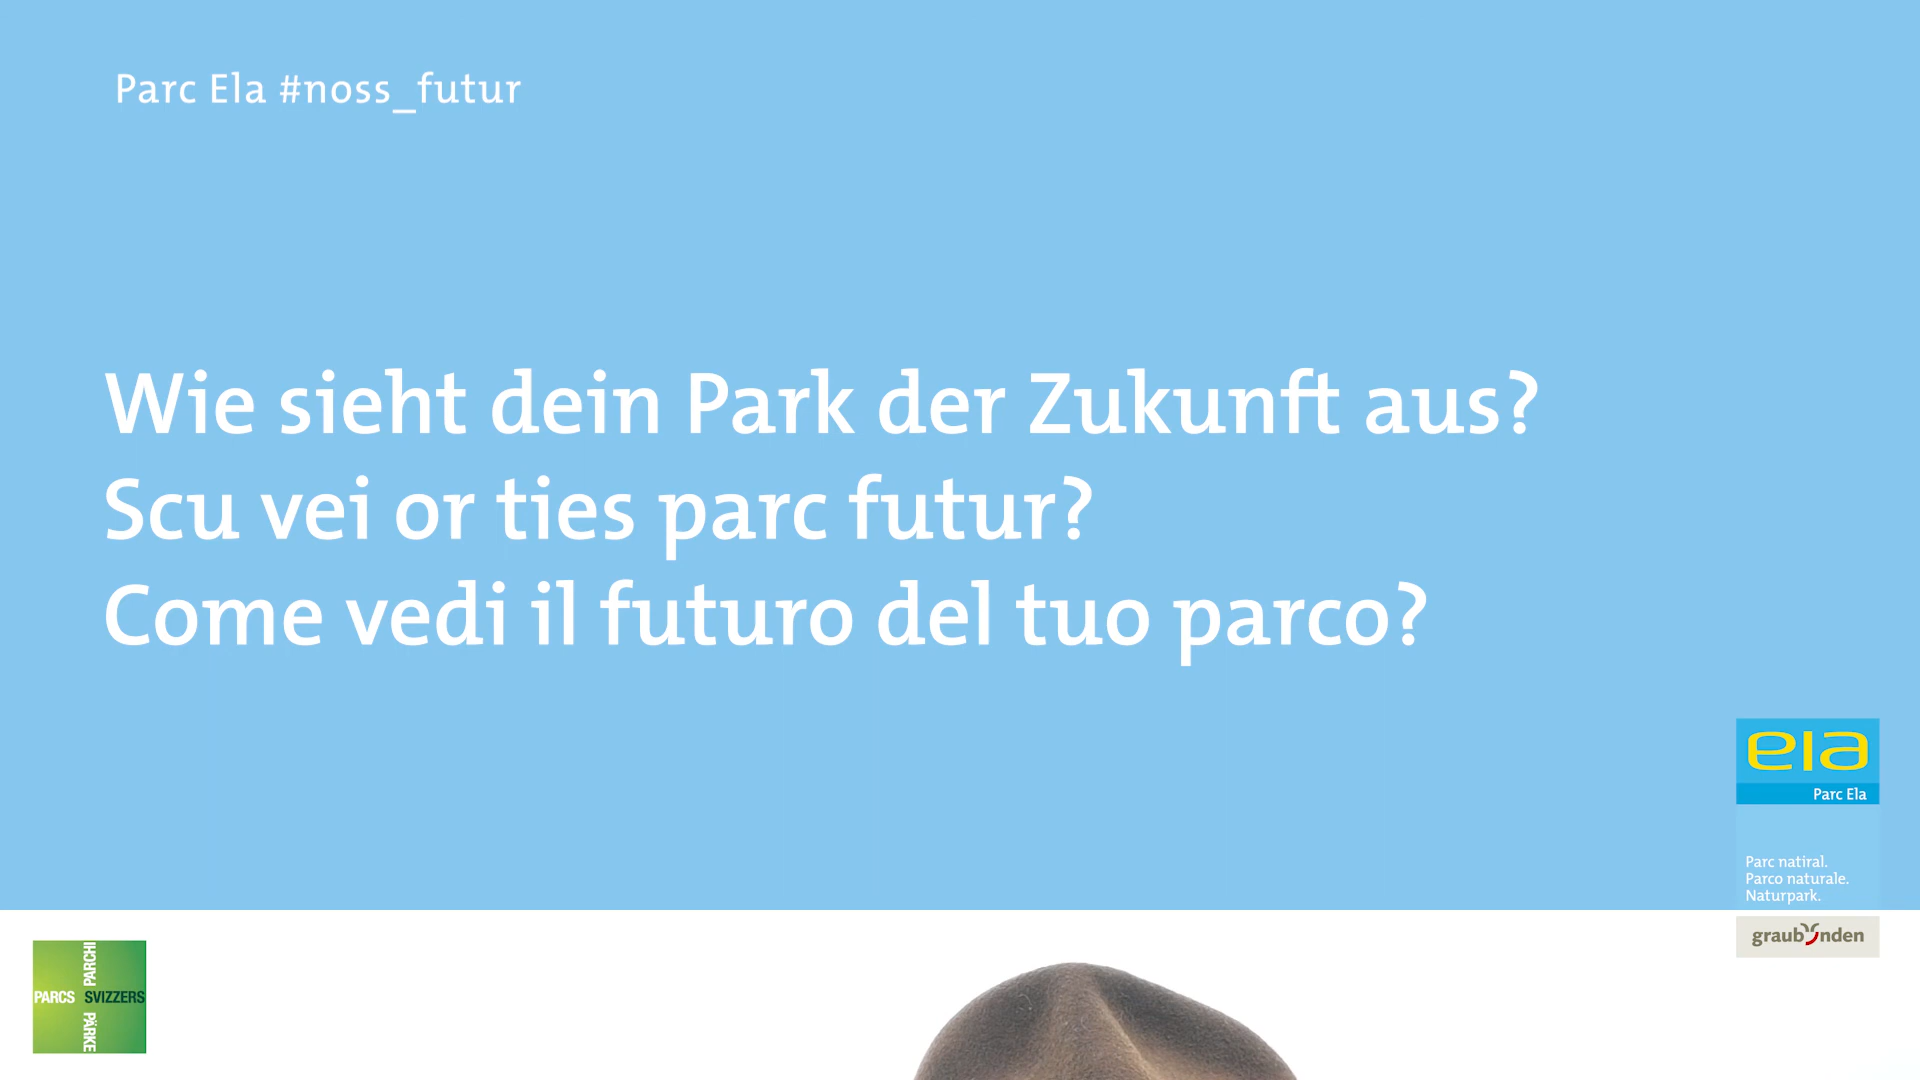 Parc Ela #noss_futur
Wie sieht dein Park der Zukunft aus?
Scu vei or ties parc futur?
Come vedi il futuro del tuo parco?
ela
Parc Ela
Parc natiral.
Parco naturale.
Naturpark.
graubünden
PARCHI
PARCS SVIZZERS
PÄRKE